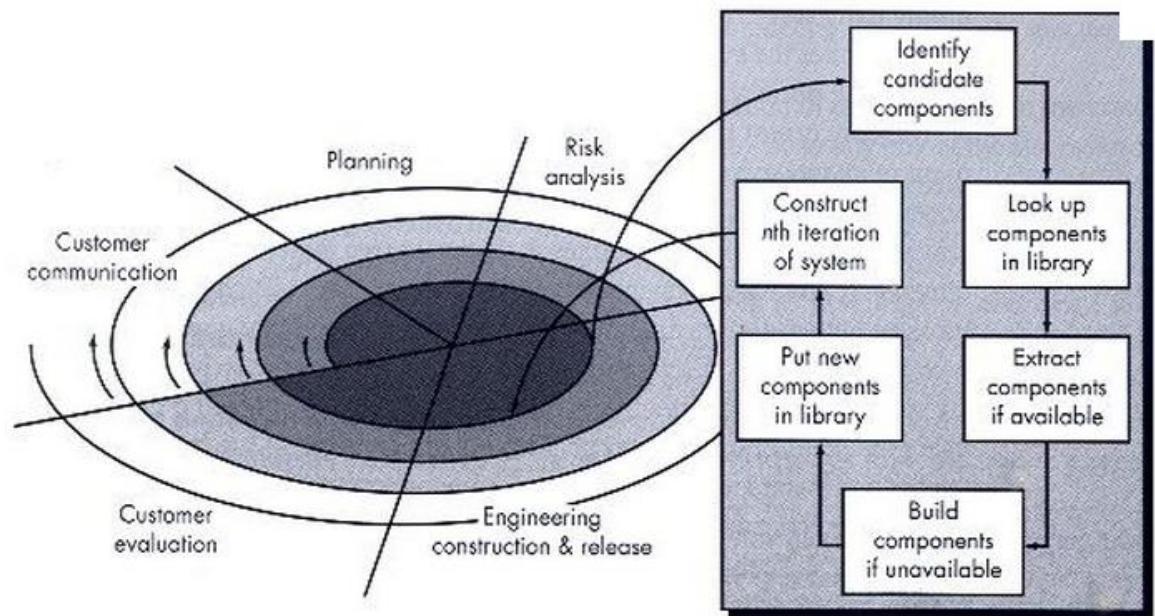 Planning
Risk
analysis
Customer
communication
Customer
evaluation
Engineering
construction & release
Identify
candidate
components
Look up
components
in library
Extract
components
if available
Build
components
if unavailable
Put new
components
in library
Construct
nth iteration
of system